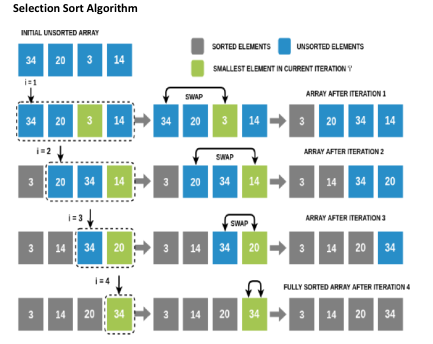 Selection Sort Algorithm
INITIAL UNSORTED ARRAY
34 20 3 14
SORTED ELEMENTS
UNSORTED ELEMENTS
SMALLEST ELEMENT IN CURRENT ITERATION 'i'
i = 1
SWAP
ARRAY AFTER ITERATION 1
34 20 3 14
34 20 3 14
3 20 34 14
i = 2
SWAP
ARRAY AFTER ITERATION 2
3 20 34 14
3 20 34 14
3 14 34 20
i = 3
SWAP
ARRAY AFTER ITERATION 3
3 14 34 20
3 14 34 20
3 14 20 34
i = 4
FULLY SORTED ARRAY AFTER ITERATION 4
3 14 20 34
3 14 20 34
3 14 20 34